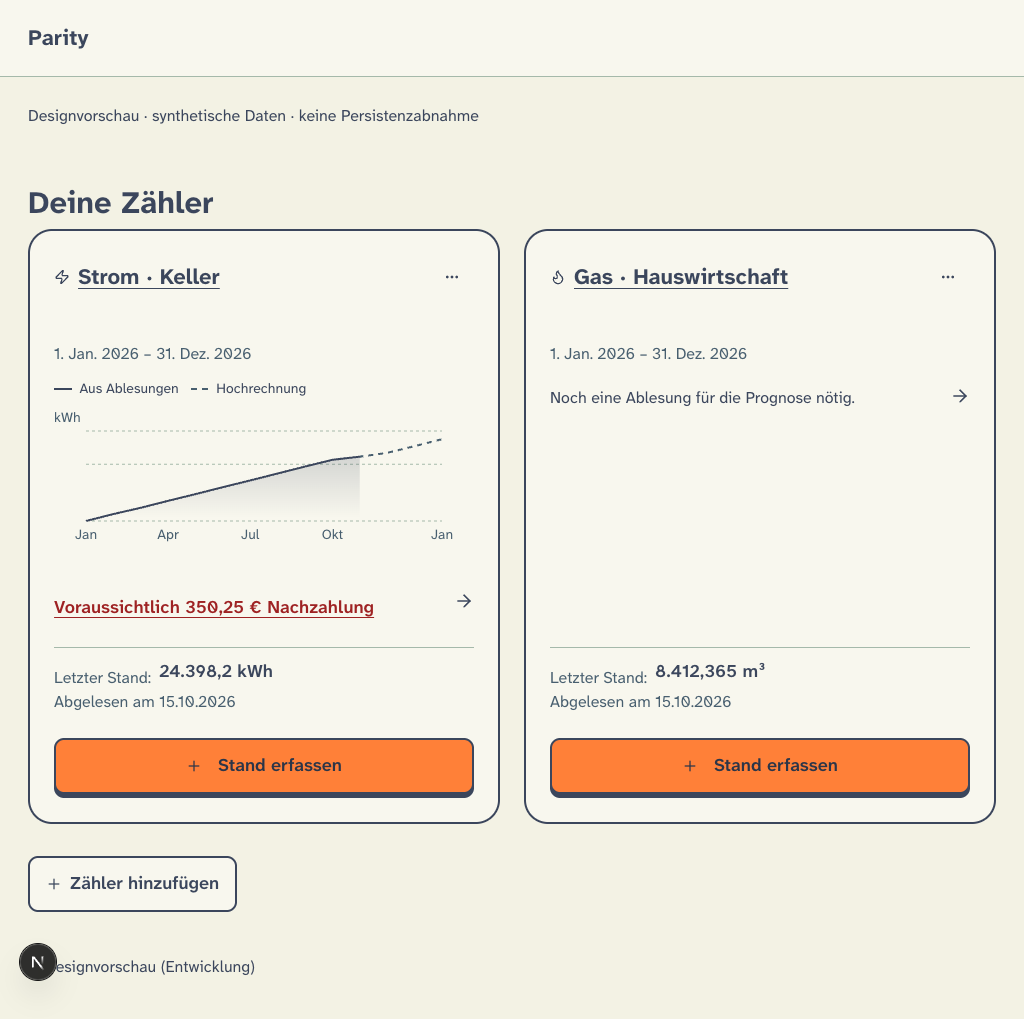 Parity
Designvorschau · synthetische Daten · keine Persistenzabnahme
Deine Zähler
Strom · Keller
1. Jan. 2026 – 31. Dez. 2026
Aus Ablesungen
Hochrechnung
kWh
Jan
Apr
Jul
Okt
Jan
Voraussichtlich 350,25 € Nachzahlung
Letzter Stand: 24.398,2 kWh
Abgelesen am 15.10.2026
+ Stand erfassen
Gas · Hauswirtschaft
1. Jan. 2026 – 31. Dez. 2026
Noch eine Ablesung für die Prognose nötig.
Letzter Stand: 8.412,365 m³
Abgelesen am 15.10.2026
+ Stand erfassen
+ Zähler hinzufügen
N
esignvorschau (Entwicklung)